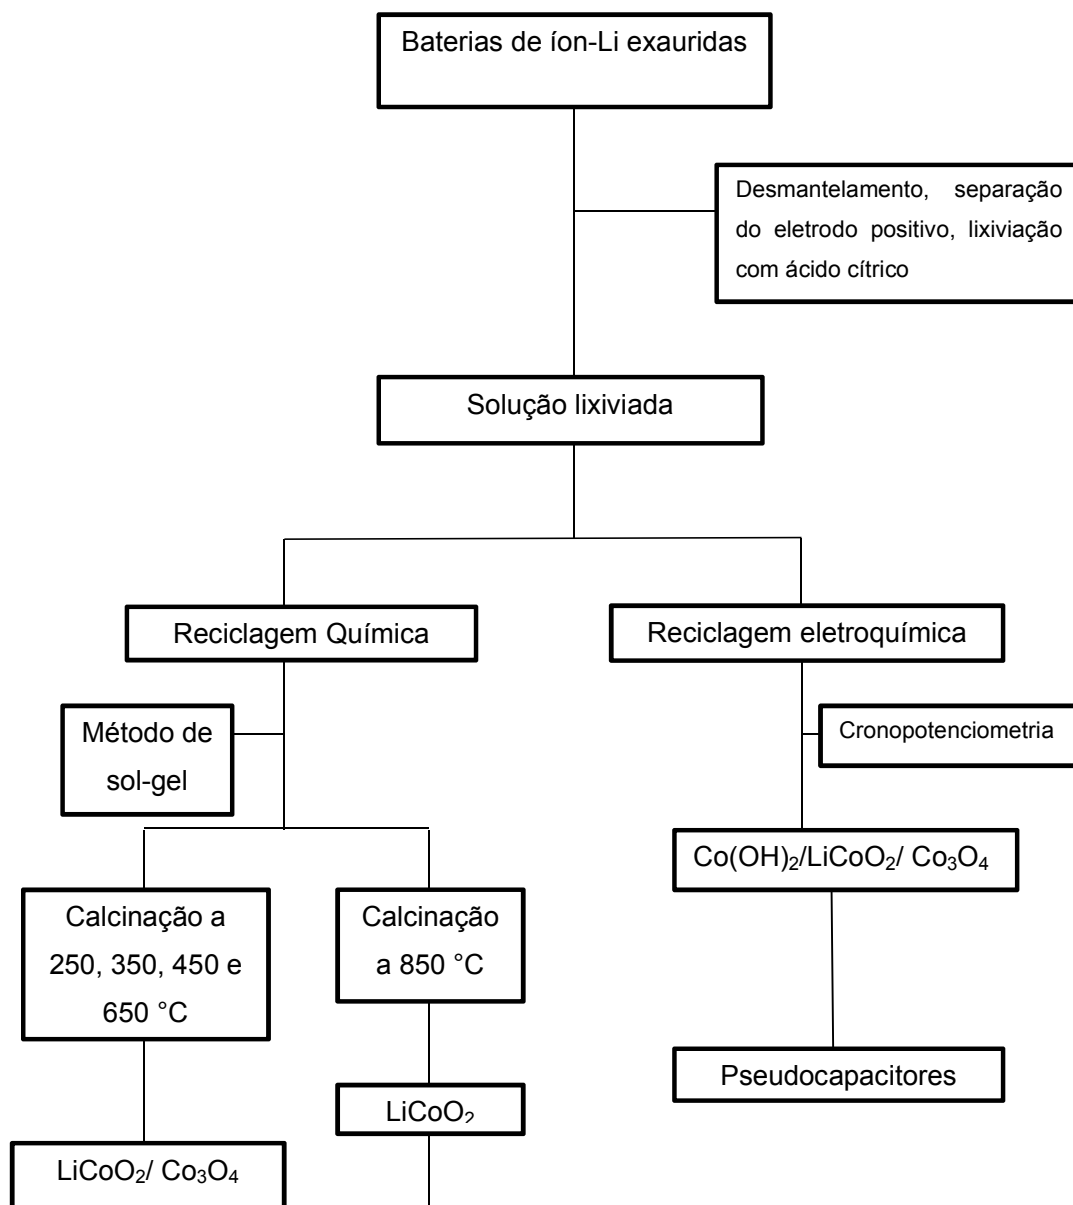 Baterias de íon-Li exauridas
Desmantelamento, separação
do eletrodo positivo, lixiviação
com ácido cítrico
Solução lixiviada
Reciclagem Química
Reciclagem eletroquímica
Método de
sol-gel
Cronopotenciometria
Co(OH)₂/LiCoO₂/ Co₃O₄
Calcinação a
250, 350, 450 e
650 °C
Calcinação
a 850 °C
Pseudocapacitores
LiCoO₂
LiCoO₂/ Co₃O₄